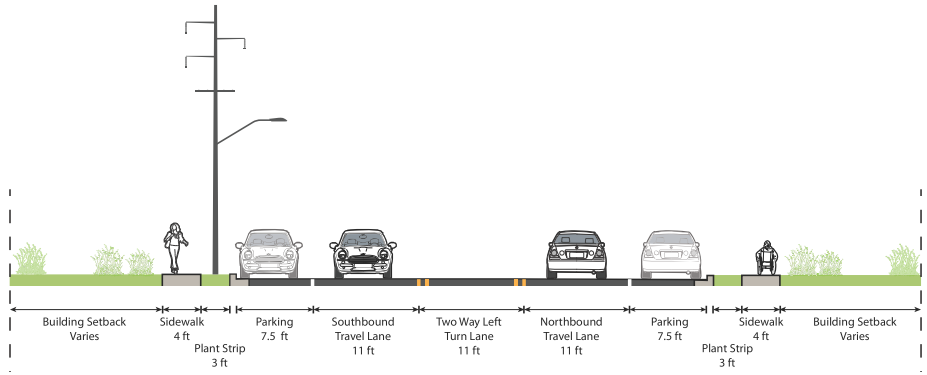 Building Setback
Varies
Sidewalk
4 ft
Plant Strip
3 ft
Parking
7.5 ft
Southbound
Travel Lane
11 ft
Two Way Left
Turn Lane
11 ft
Northbound
Travel Lane
11 ft
Parking
7.5 ft
Plant Strip
3 ft
Sidewalk
4 ft
Building Setback
Varies